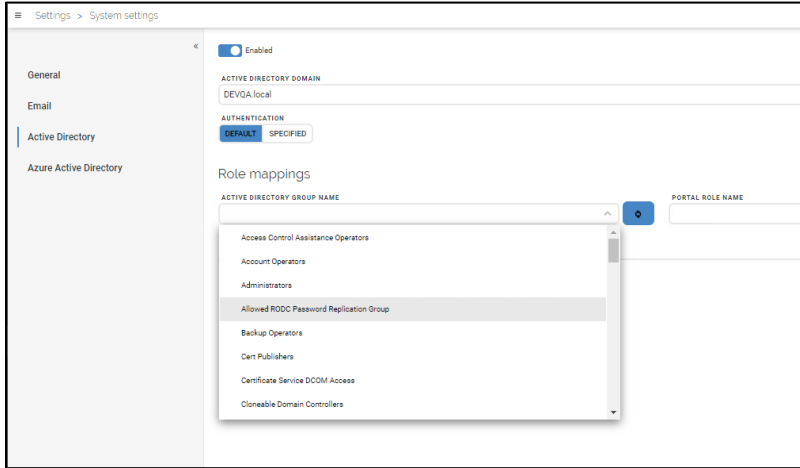 Settings > System settings
Enabled
General
Email
Active Directory
Azure Active Directory
ACTIVE DIRECTORY DOMAIN
DEVQA.local
AUTHENTICATION
DEFAULT SPECIFIED
Role mappings
ACTIVE DIRECTORY GROUP NAME PORTAL ROLE NAME
Access Control Assistance Operators
Account Operators
Administrators
Allowed RODC Password Replication Group
Backup Operators
Cert Publishers
Certificate Service DCOM Access
Cloneable Domain Controllers